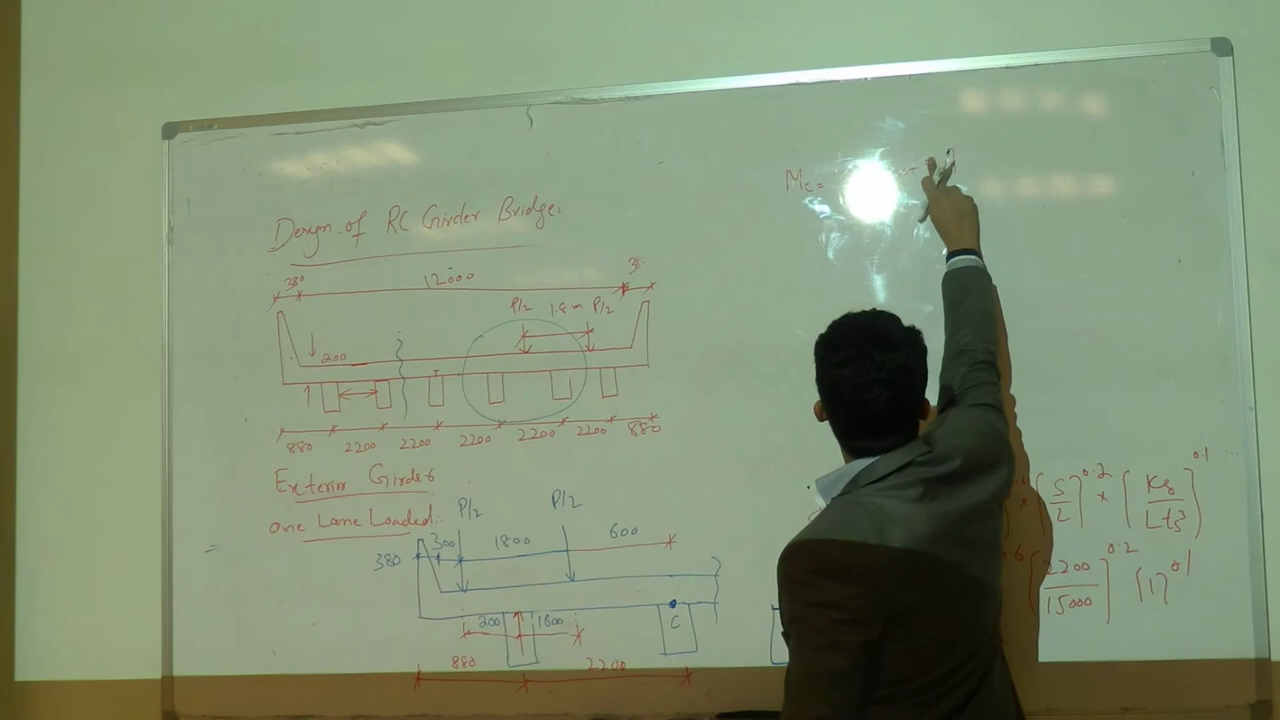 Design of RC Girder Bridge.
380 12000
P/2 1.8m P/2
200
880 2200 2200 2200 2200 2200 880
Exterior Girder
One Lane Loaded.
P/2 P/2
380 300 1800 600
200 1600
C
880 2200
Mc =
(S/L)^0.2 × (Kg/Lts³)^0.1
(2200/15000)^0.2 (1)^0.1